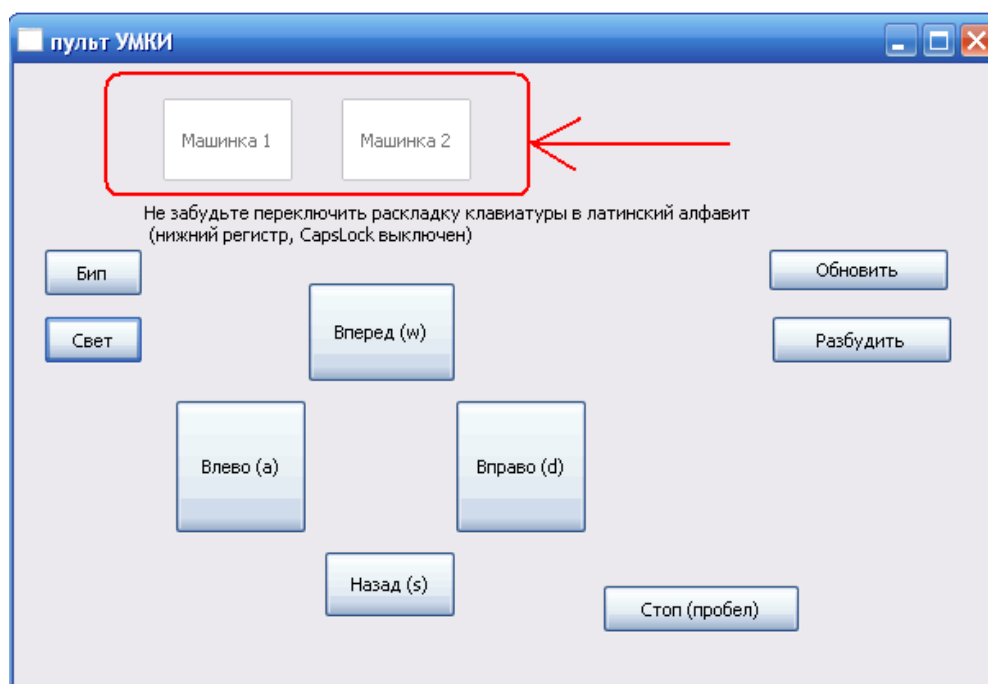 пульт УМКИ
Машинка 1
Машинка 2
Не забудьте переключить раскладку клавиатуры в латинский алфавит
(нижний регистр, CapsLock выключен)
Бип
Обновить
Свет
Вперед (w)
Разбудить
Влево (a)
Вправо (d)
Назад (s)
Стоп (пробел)